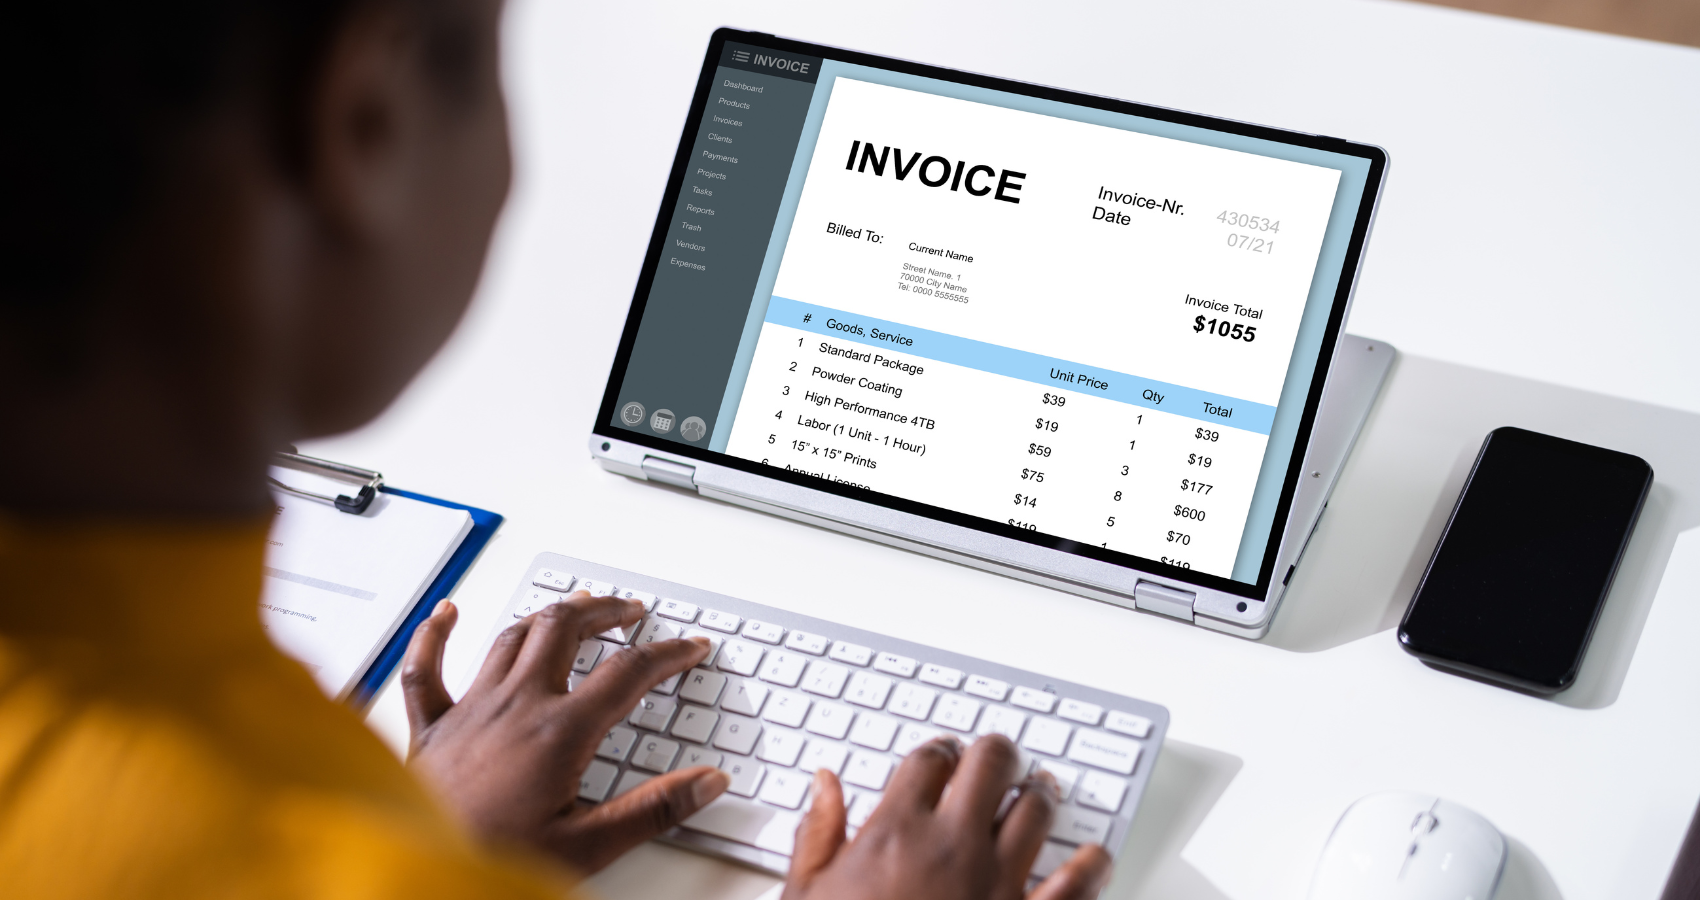 INVOICE
Dashboard
Products
Invoices
Clients
Payments
Projects
Tasks
Reports
Trash
Vendors
Expenses
INVOICE
Invoice-Nr. 430534
Date 07/21
Billed To: Current Name
Street Name. 1
70000 City Name
Tel: 0000 5555555
Invoice Total
$1055
# Goods, Service Unit Price Qty Total
1 Standard Package $39 1 $39
2 Powder Coating $19 1 $19
3 High Performance 4TB $59 3 $177
4 Labor (1 Unit - 1 Hour) $75 8 $600
5 15" x 15" Prints $14 5 $70
6 Annual License $119 1 $119
programming.
R T Z U
D F G H J K
X C V B N
Backspace